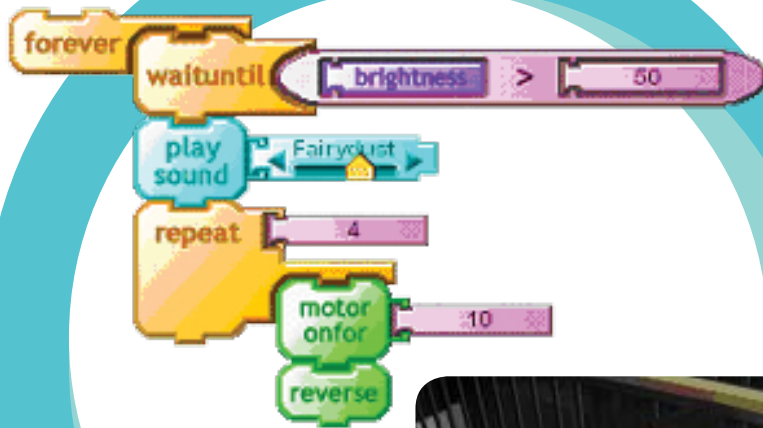 forever
waituntil brightness > 50
play
sound Fairydust
repeat 4
motor
onfor 10
reverse